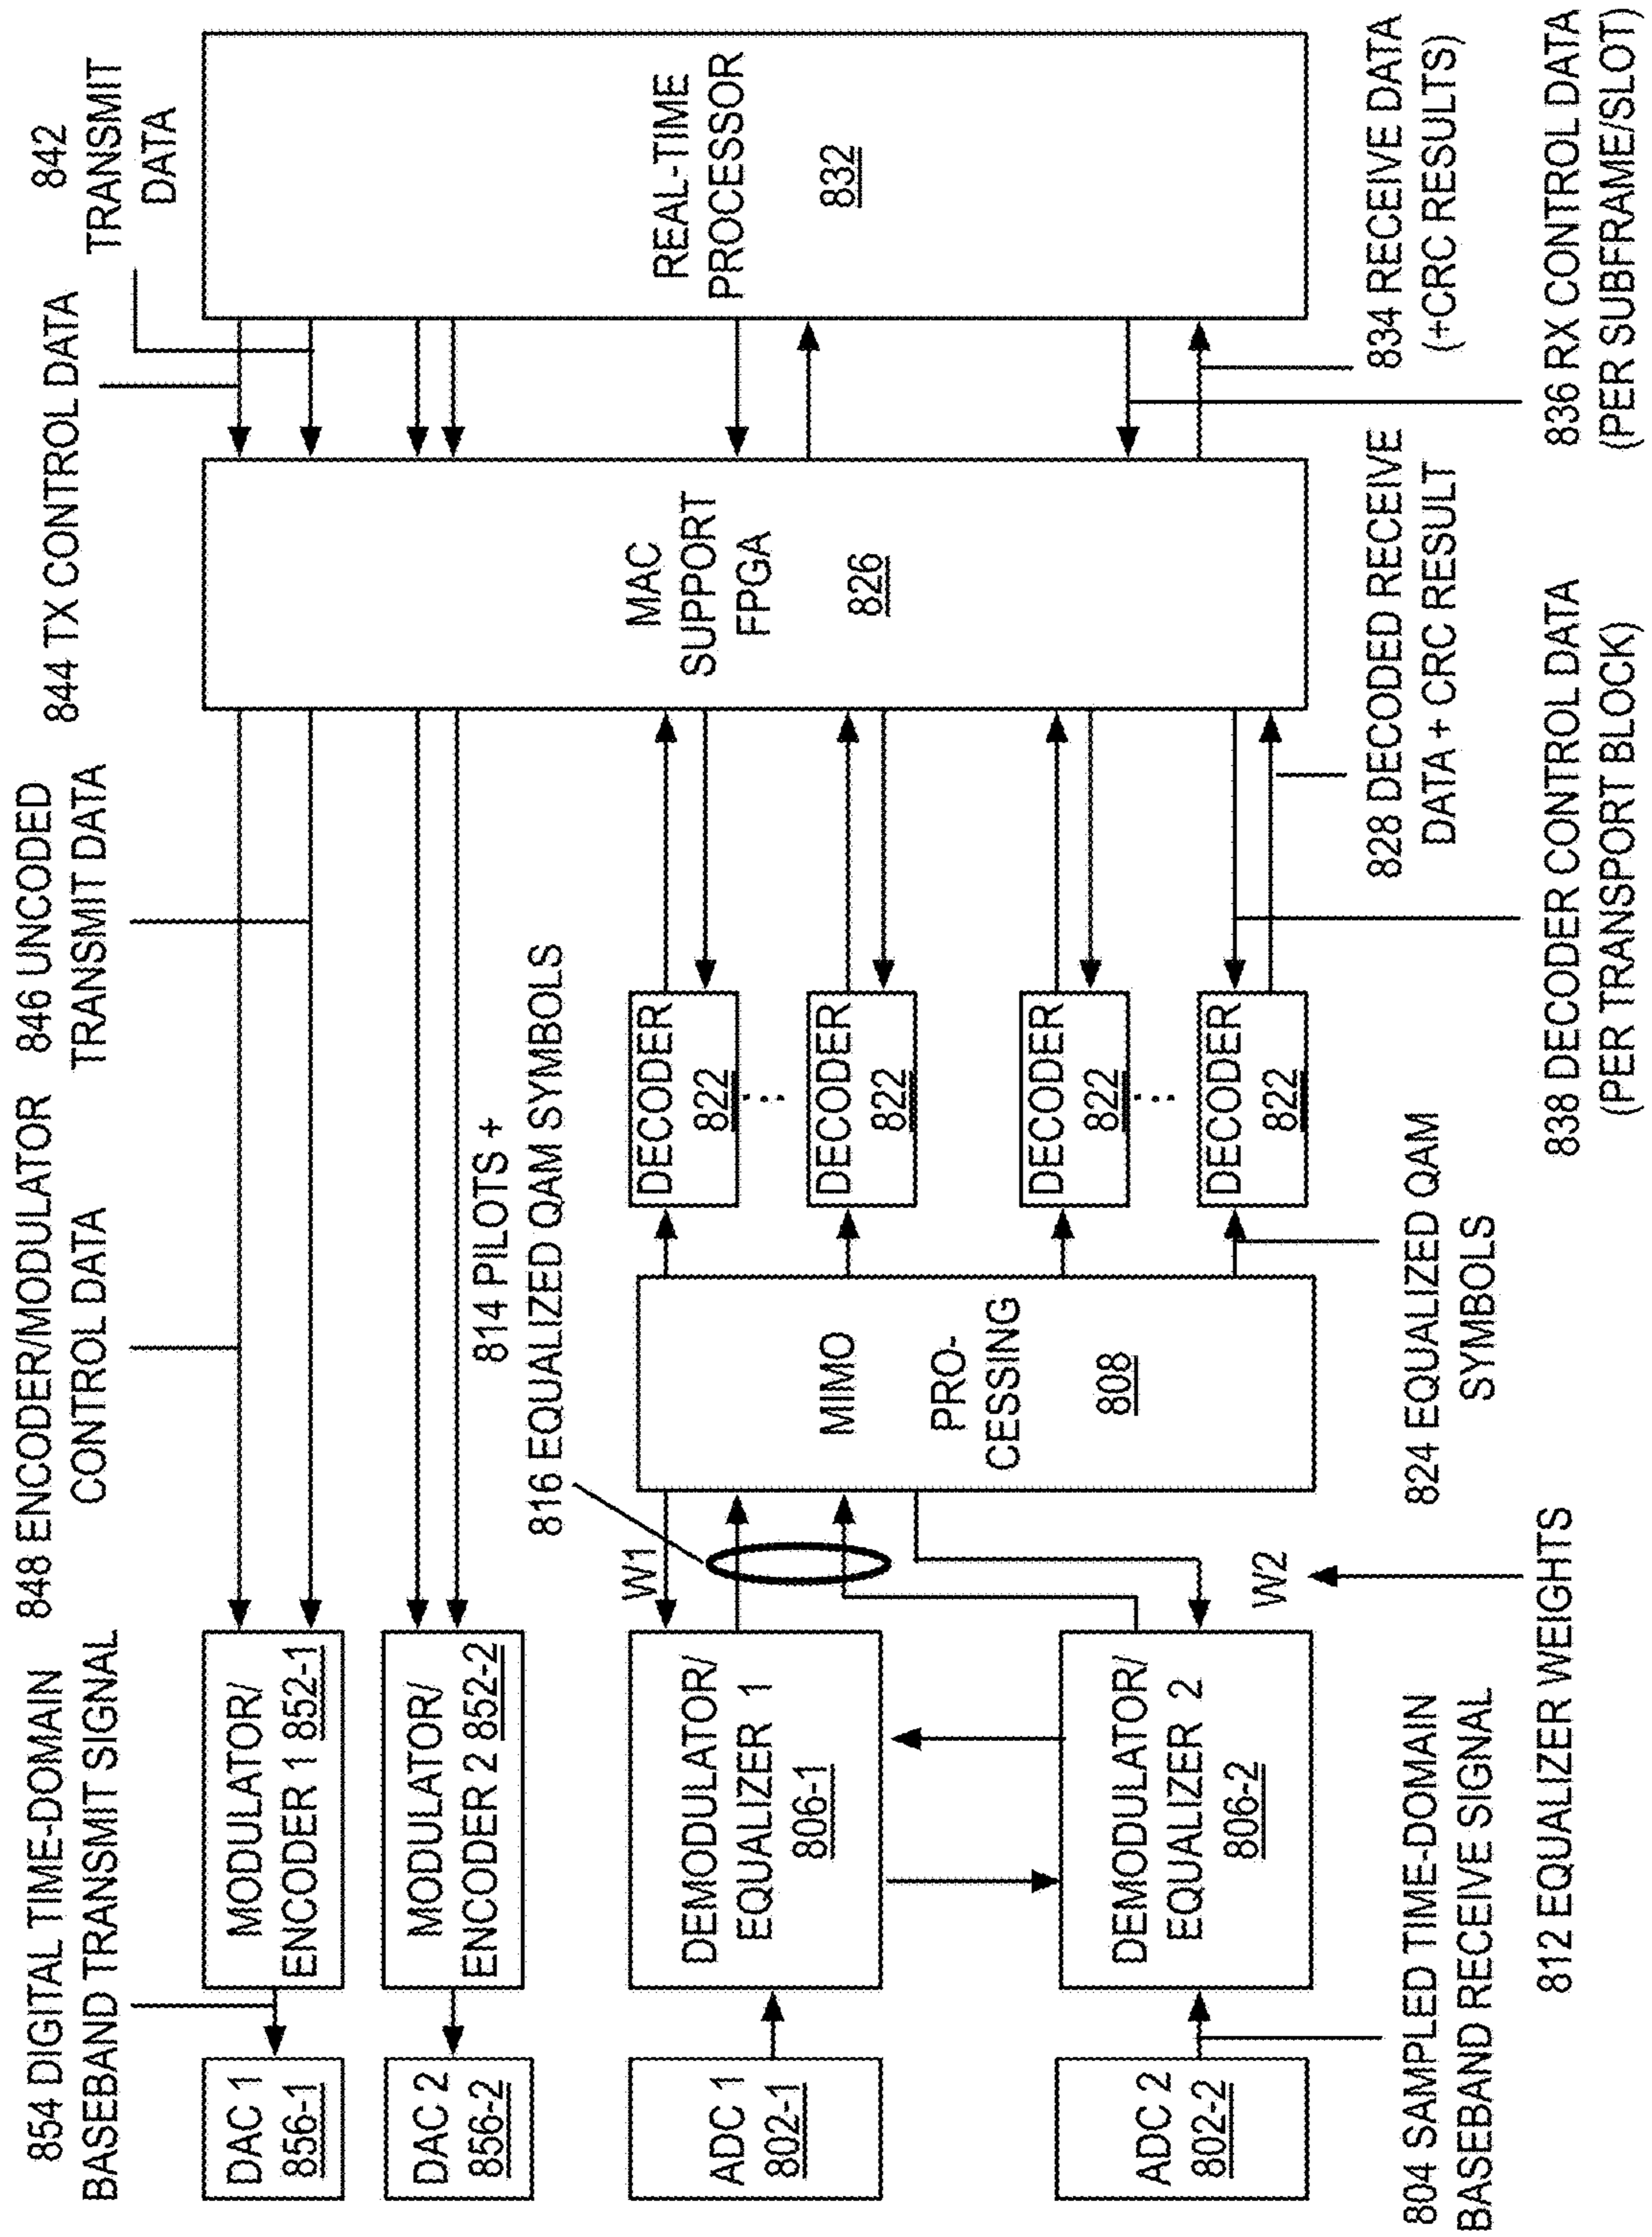 854 DIGITAL TIME-DOMAIN
BASEBAND TRANSMIT SIGNAL
848 ENCODER/MODULATOR
CONTROL DATA
846 UNCODED
TRANSMIT DATA
844 TX CONTROL DATA
842
TRANSMIT
DATA
DAC 1
856-1
MODULATOR/
ENCODER 1 852-1
DAC 2
856-2
MODULATOR/
ENCODER 2 852-2
814 PILOTS +
816 EQUALIZED QAM SYMBOLS
MAC
SUPPORT
FPGA
826
REAL-TIME
PROCESSOR
832
ADC 1
802-1
DEMODULATOR/
EQUALIZER 1
806-1
W1
MIMO
PRO-
CESSING
808
DECODER
822
DECODER
822
DECODER
822
DECODER
822
ADC 2
802-2
DEMODULATOR/
EQUALIZER 2
806-2
W2
804 SAMPLED TIME-DOMAIN
BASEBAND RECEIVE SIGNAL
812 EQUALIZER WEIGHTS
824 EQUALIZED QAM
SYMBOLS
828 DECODED RECEIVE
DATA + CRC RESULT
834 RECEIVE DATA
(+CRC RESULTS)
838 DECODER CONTROL DATA
(PER TRANSPORT BLOCK)
836 RX CONTROL DATA
(PER SUBFRAME/SLOT)